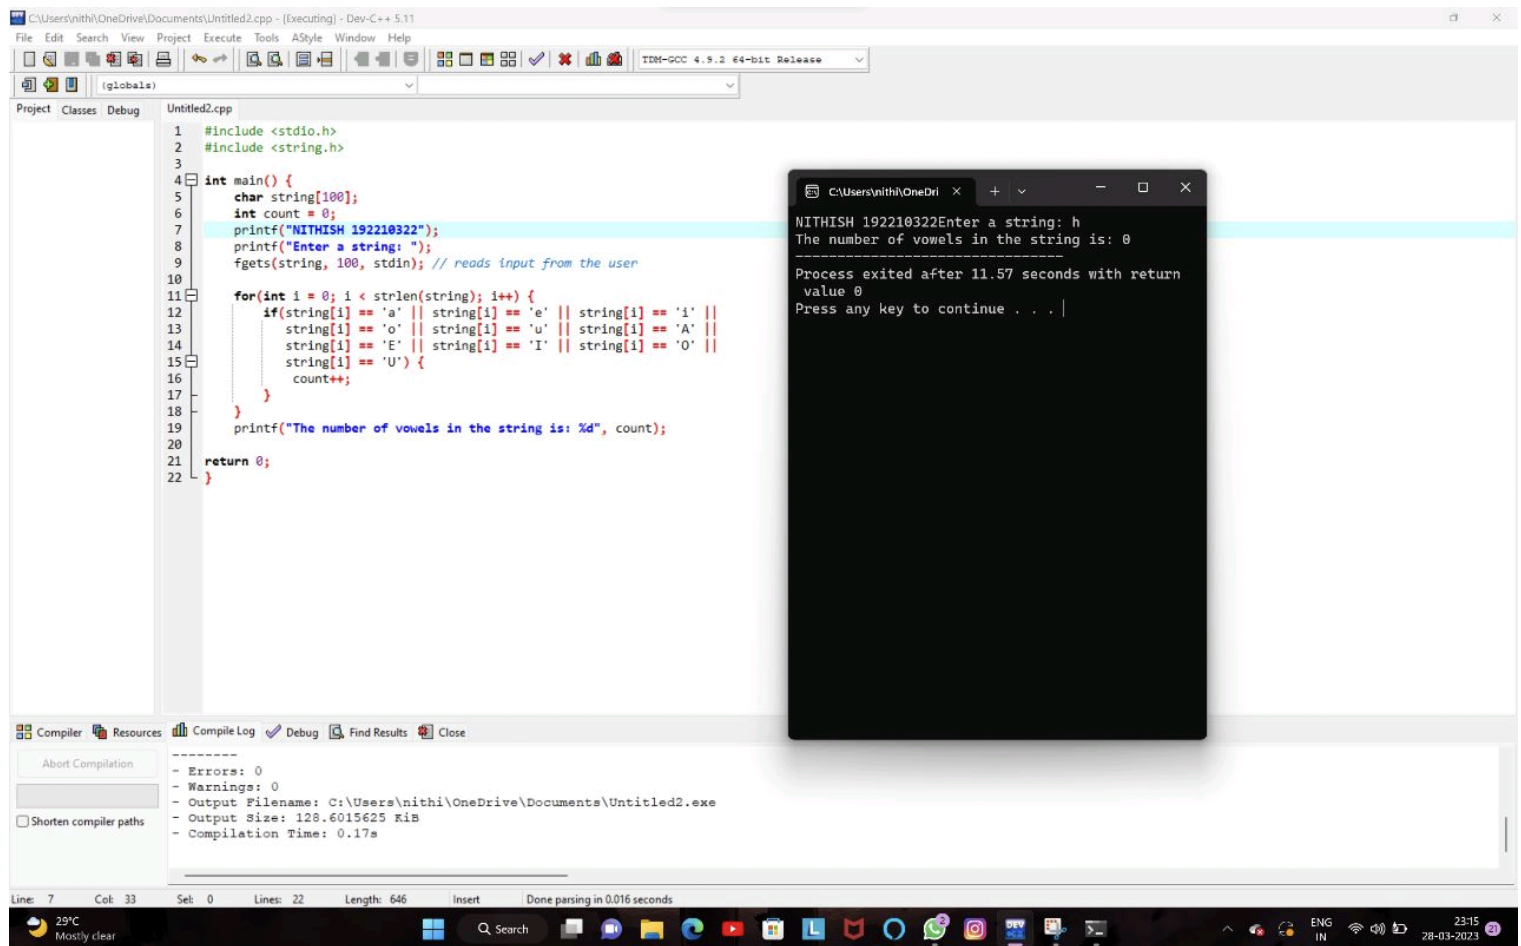 C:\Users\nithi\OneDrive\Documents\Untitled2.cpp - [Executing] - Dev-C++ 5.11
File Edit Search View Project Execute Tools AStyle Window Help
TDM-GCC 4.9.2 64-bit Release
(globals)
Project Classes Debug Untitled2.cpp
1 #include <stdio.h>
2 #include <string.h>
3
4 int main() {
5 char string[100];
6 int count = 0;
7 printf("NITHISH 192210322");
8 printf("Enter a string: ");
9 fgets(string, 100, stdin); // reads input from the user
10
11 for(int i = 0; i < strlen(string); i++) {
12 if(string[i] == 'a' || string[i] == 'e' || string[i] == 'i' ||
13 string[i] == 'o' || string[i] == 'u' || string[i] == 'A' ||
14 string[i] == 'E' || string[i] == 'I' || string[i] == 'O' ||
15 string[i] == 'U') {
16 count++;
17 }
18 }
19 printf("The number of vowels in the string is: %d", count);
20
21 return 0;
22 }
C:\Users\nithi\OneDri
NITHISH 192210322Enter a string: h
The number of vowels in the string is: 0
--------------------------------
Process exited after 11.57 seconds with return
value 0
Press any key to continue . . .
Compiler Resources Compile Log Debug Find Results Close
Abort Compilation
Shorten compiler paths
--------
- Errors: 0
- Warnings: 0
- Output Filename: C:\Users\nithi\OneDrive\Documents\Untitled2.exe
- Output Size: 128.6015625 KiB
- Compilation Time: 0.17s
Line: 7 Col: 33 Sel: 0 Lines: 22 Length: 646 Insert Done parsing in 0.016 seconds
29°C
Mostly clear
Search
DEV
2
ENG
IN
23:15
28-03-2023
21